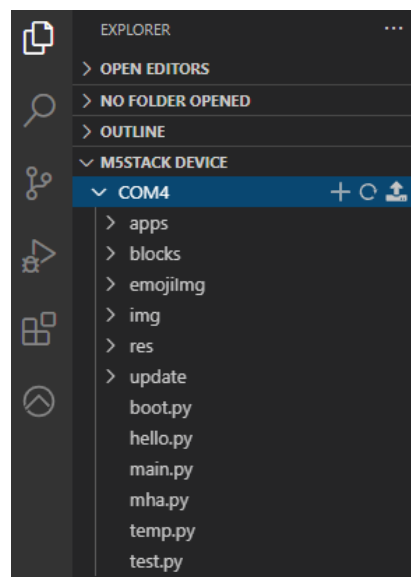 EXPLORER
OPEN EDITORS
NO FOLDER OPENED
OUTLINE
M5STACK DEVICE
COM4
apps
blocks
emojiImg
img
res
update
boot.py
hello.py
main.py
mha.py
temp.py
test.py